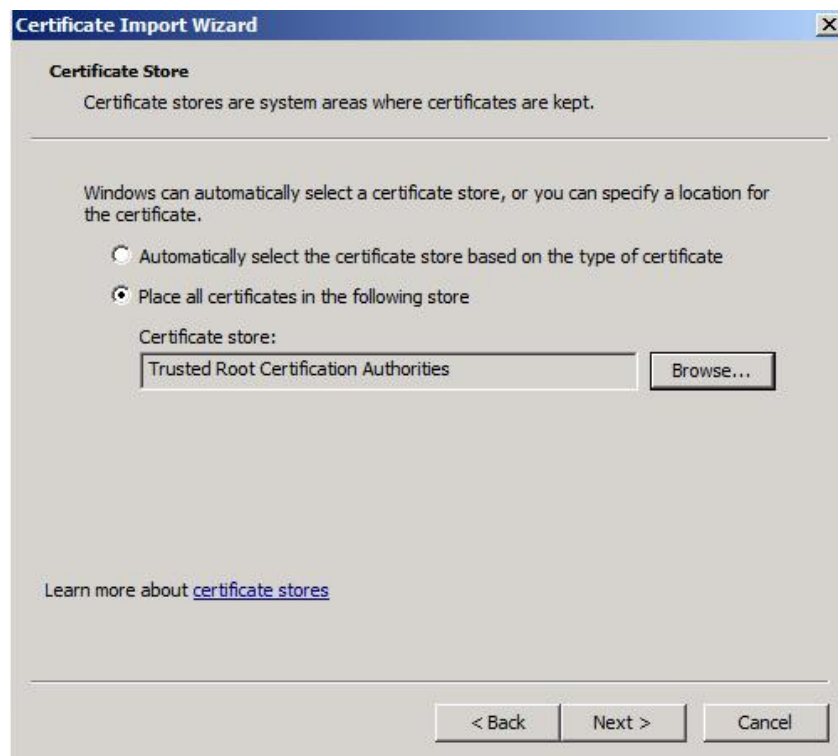 Certificate Import Wizard
Certificate Store
Certificate stores are system areas where certificates are kept.
Windows can automatically select a certificate store, or you can specify a location for
the certificate.
Automatically select the certificate store based on the type of certificate
Place all certificates in the following store
Certificate store:
Trusted Root Certification Authorities
Browse...
Learn more about certificate stores
< Back
Next >
Cancel